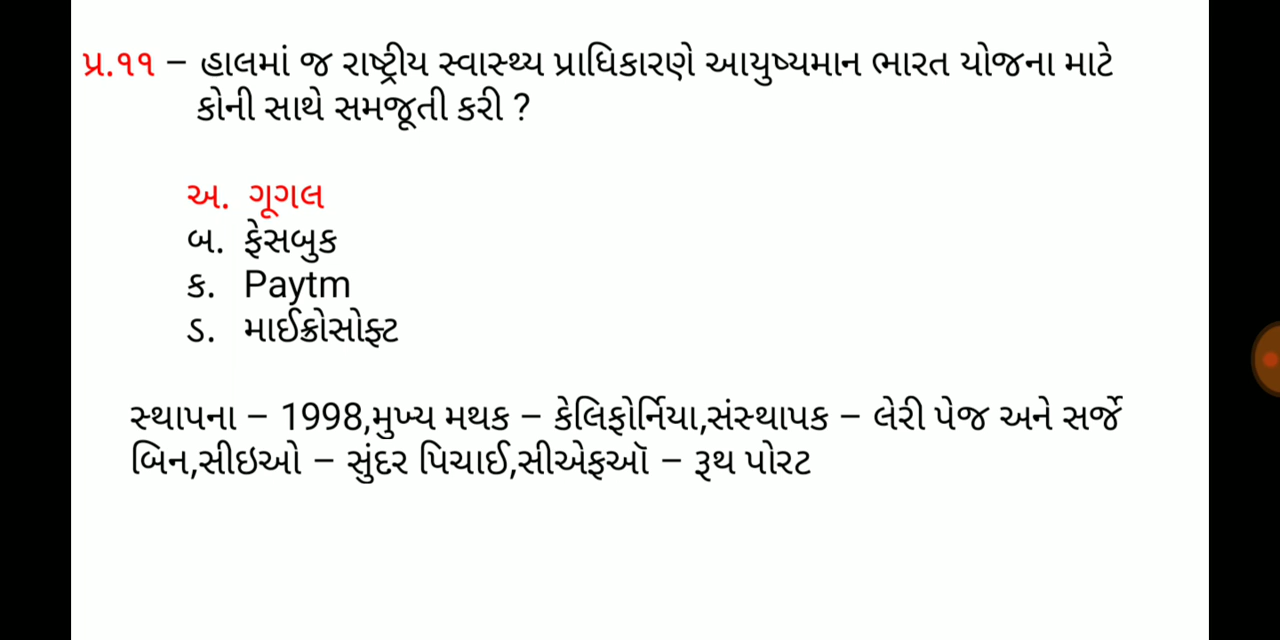 પ્ર.૧૧ – હાલમાં જ રાષ્ટ્રીય સ્વાસ્થ્ય પ્રાધિકારણે આયુષ્યમાન ભારત યોજના માટે
કોની સાથે સમજૂતી કરી ?
અ. ગૂગલ
બ. ફેસબુક
ક. Paytm
ડ. માઈક્રોસોફ્ટ
સ્થાપના – 1998,મુખ્ય મથક – કેલિફોર્નિયા,સંસ્થાપક – લેરી પેજ અને સર્જે
બિન,સીઇઓ – સુંદર પિચાઈ,સીએફઑ – રૂથ પોરટ